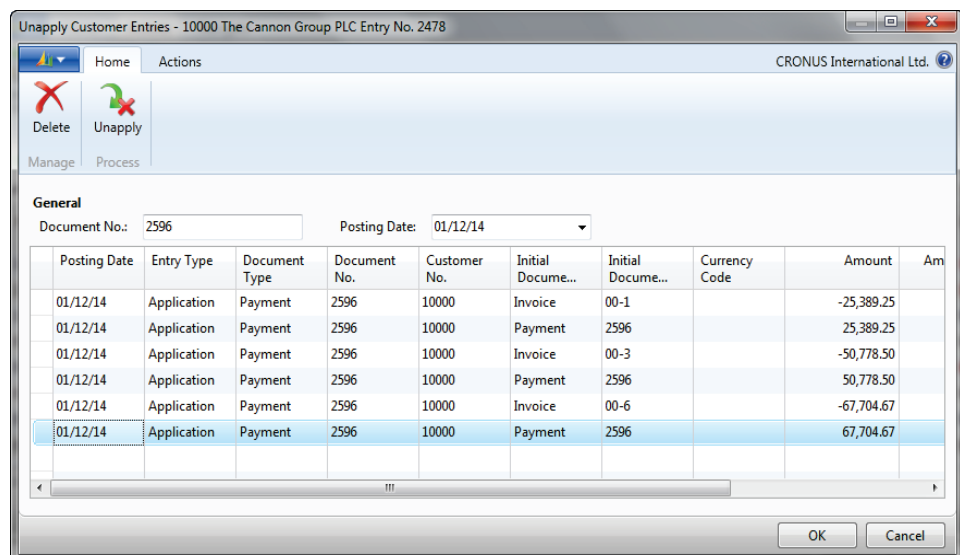 Unapply Customer Entries - 10000 The Cannon Group PLC Entry No. 2478
Home Actions CRONUS International Ltd.
Delete Unapply
Manage Process
General
Document No.: 2596 Posting Date: 01/12/14
Posting Date Entry Type Document Type Document No. Customer No. Initial Docume... Initial Docume... Currency Code Amount Am
01/12/14 Application Payment 2596 10000 Invoice 00-1 -25,389.25
01/12/14 Application Payment 2596 10000 Payment 2596 25,389.25
01/12/14 Application Payment 2596 10000 Invoice 00-3 -50,778.50
01/12/14 Application Payment 2596 10000 Payment 2596 50,778.50
01/12/14 Application Payment 2596 10000 Invoice 00-6 -67,704.67
01/12/14 Application Payment 2596 10000 Payment 2596 67,704.67
OK Cancel